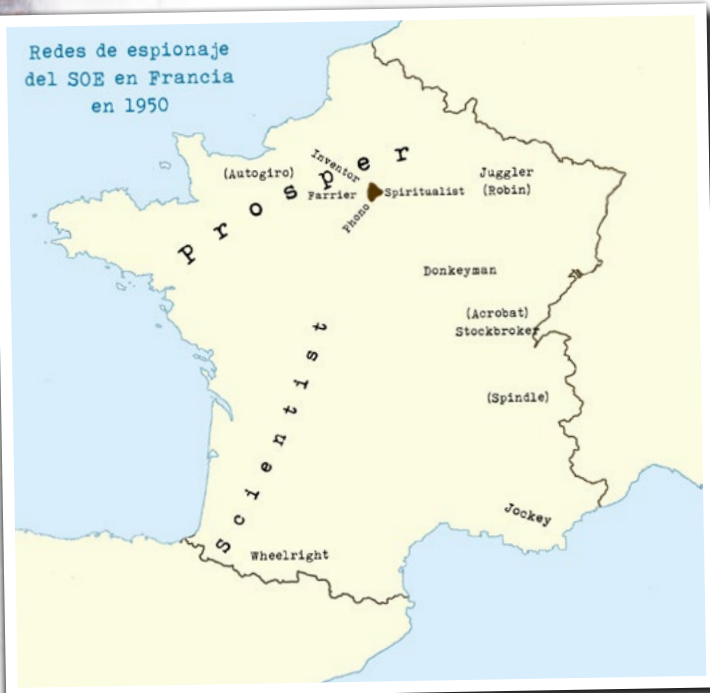 Redes de espionaje
del SOE en Francia
en 1950
Prosper
(Autogiro)
Inventor
Farrier
Spiritualist
Phono
Juggler
(Robin)
Donkeyman
(Acrobat)
Stockbroker
(Spindle)
Scientist
Jockey
Wheelright